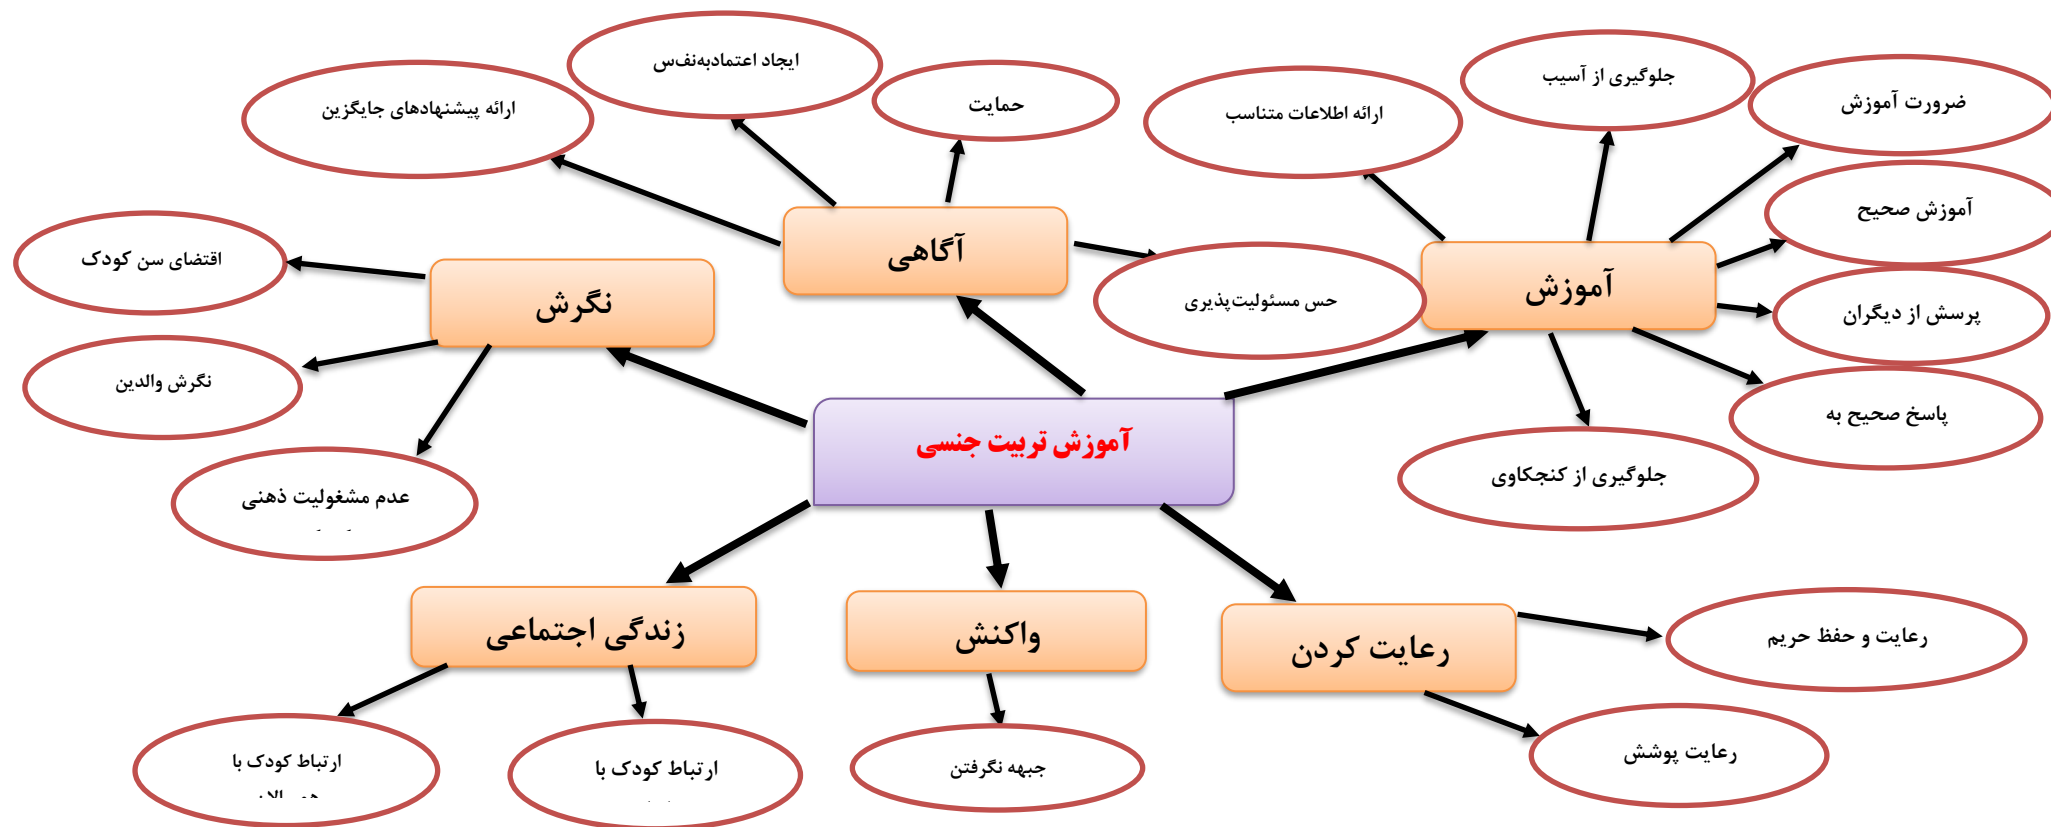 ایجاد اعتمادبه‌نفس
حمایت
ارائه پیشنهادهای جایگزین
جلوگیری از آسیب
ضرورت آموزش
ارائه اطلاعات متناسب
آموزش صحیح
پرسش از دیگران
پاسخ صحیح به
جلوگیری از کنجکاوی
آموزش
آگاهی
حس مسئولیت‌پذیری
نگرش
اقتضای سن کودک
نگرش والدین
عدم مشغولیت ذهنی
آموزش تربیت جنسی
زندگی اجتماعی
واکنش
رعایت کردن
رعایت و حفظ حریم
رعایت پوشش
جبهه نگرفتن
ارتباط کودک با
ارتباط کودک با